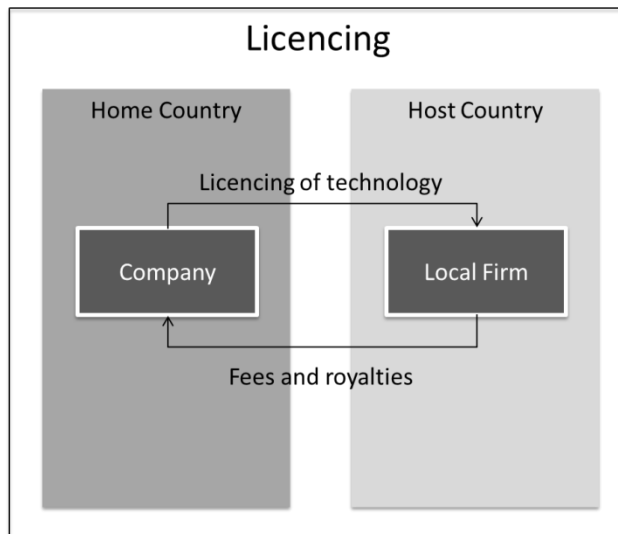 Licencing
Home Country
Host Country
Licencing of technology
Company
Local Firm
Fees and royalties